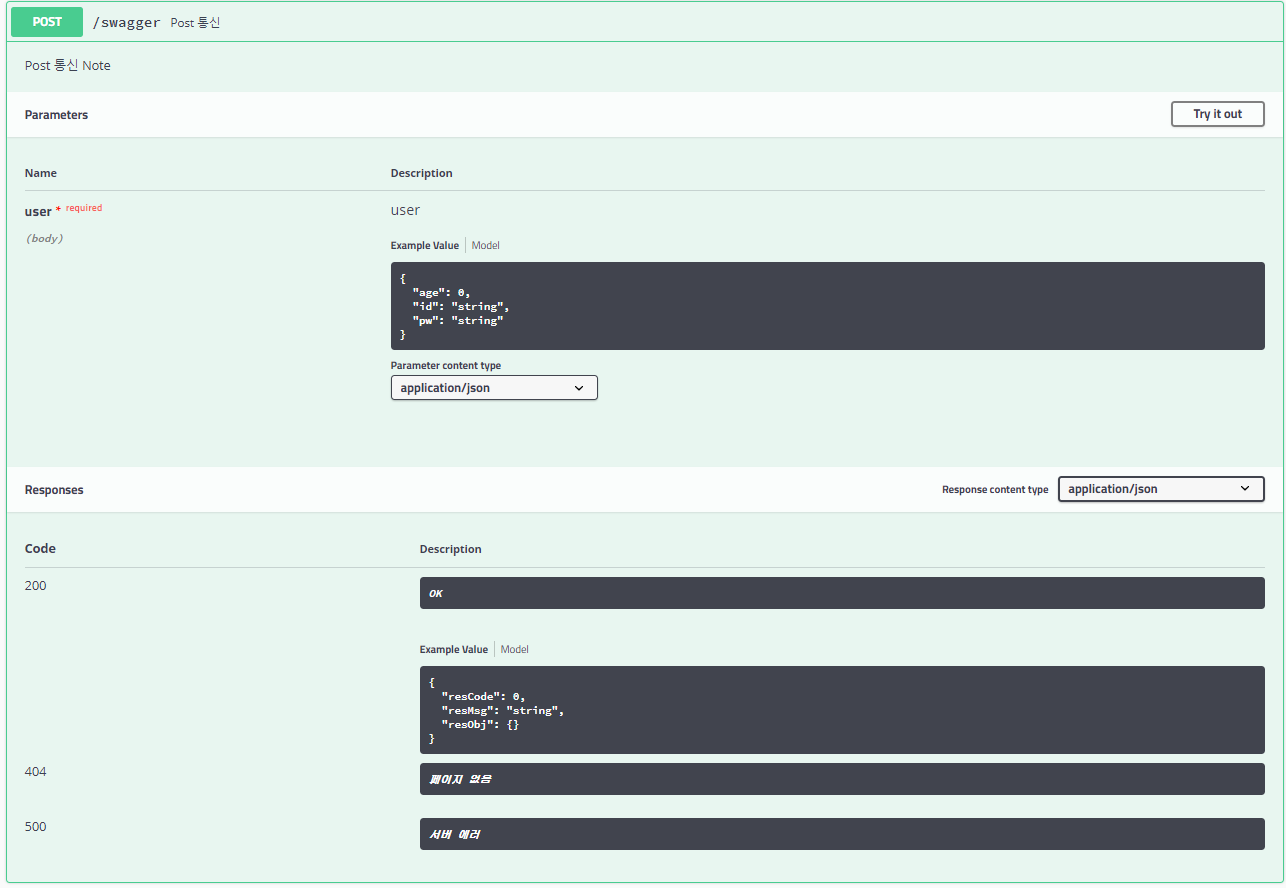 POST /swagger Post 통신
Post 통신 Note
Parameters Try it out
Name Description
user * required user
(body)
Example Value Model
{
"age": 0,
"id": "string",
"pw": "string"
}
Parameter content type
application/json
Responses Response content type application/json
Code Description
200 OK
Example Value Model
{
"resCode": 0,
"resMsg": "string",
"resObj": {}
}
404 페이지 없음
500 서버 에러